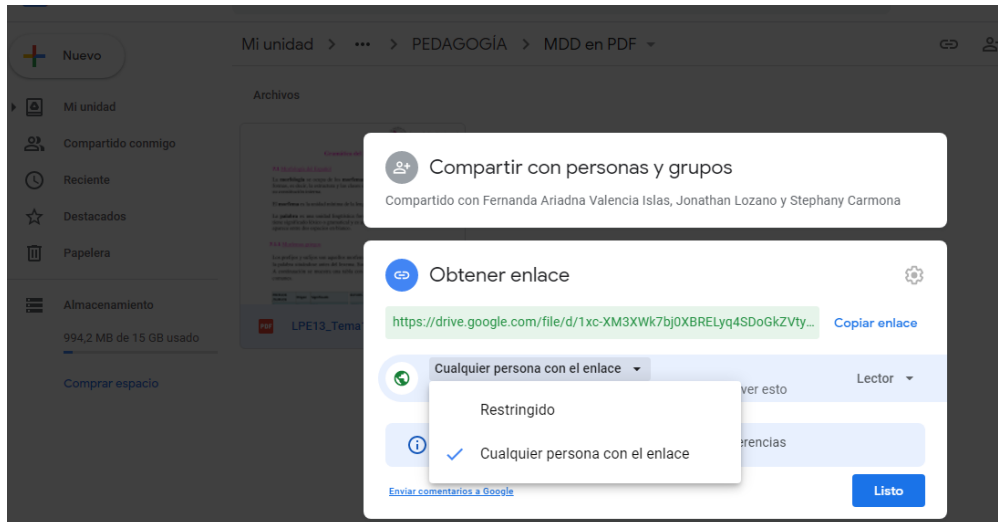 Nuevo
Mi unidad > ••• > PEDAGOGÍA > MDD en PDF
Mi unidad
Compartido conmigo
Reciente
Destacados
Papelera
Almacenamiento
994,2 MB de 15 GB usado
Comprar espacio
Archivos
PDF LPE13_Tema
Compartir con personas y grupos
Compartido con Fernanda Ariadna Valencia Islas, Jonathan Lozano y Stephany Carmona
Obtener enlace
https://drive.google.com/file/d/1xc-XM3XWk7bj0XBRELyq4SDoGkZVty...
Copiar enlace
Cualquier persona con el enlace
ver esto
Lector
Restringido
Cualquier persona con el enlace
erencias
Enviar comentarios a Google
Listo